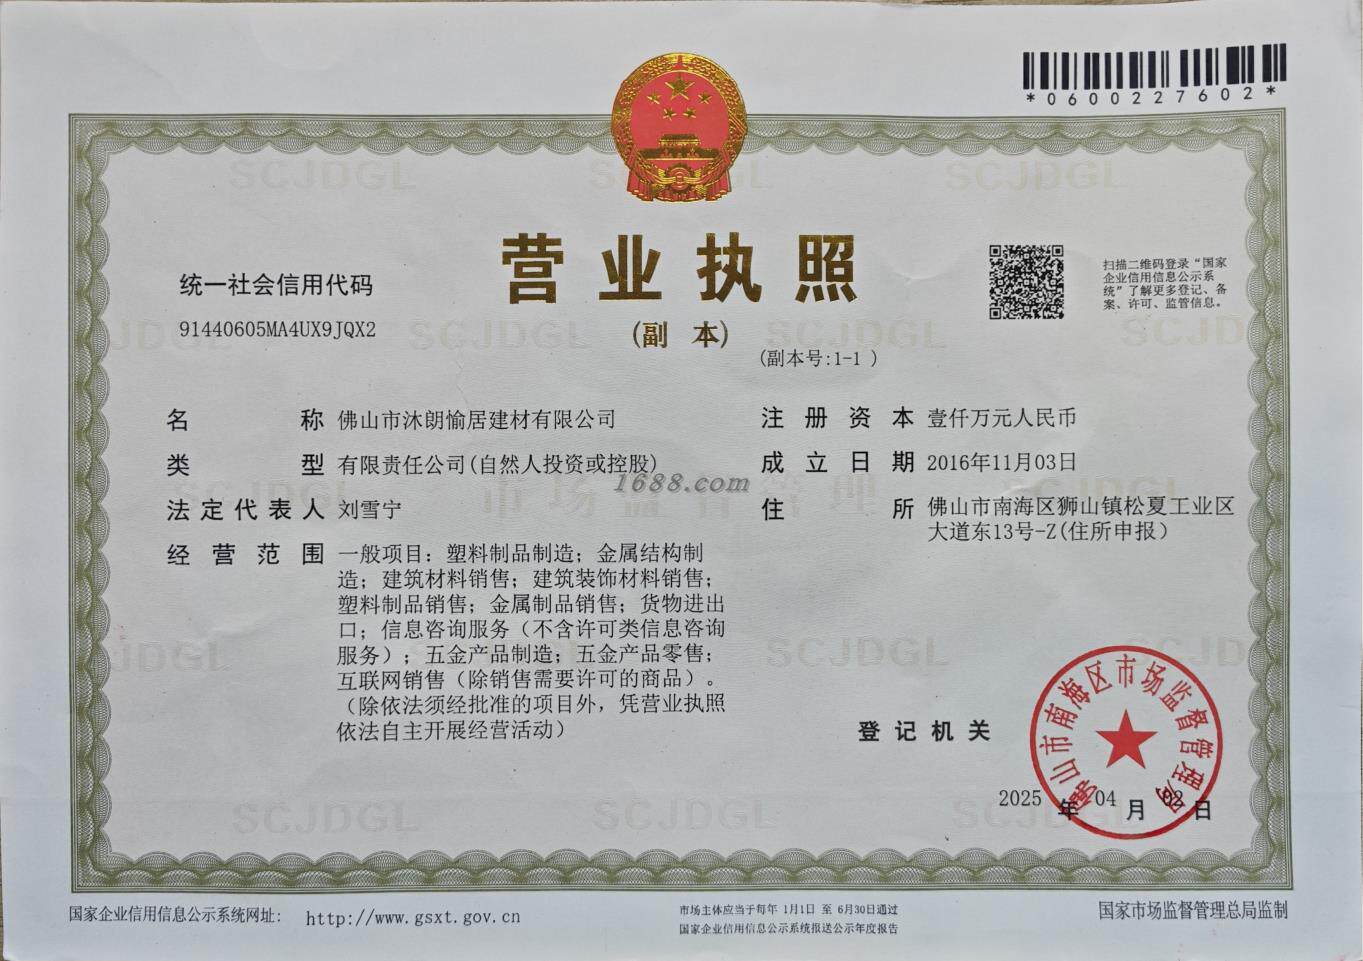 *0600227602*
营业执照
(副 本)
(副本号:1-1 )
统一社会信用代码
91440605MA4UX9JQX2
扫描二维码登录“国家
企业信用信息公示系
统”了解更多登记、备
案、许可、监管信息。
名 称 佛山市沐朗愉居建材有限公司
类 型 有限责任公司(自然人投资或控股)
法定代表人 刘雪宁
经营范围 一般项目：塑料制品制造；金属结构制
造；建筑材料销售；建筑装饰材料销售；
塑料制品销售；金属制品销售；货物进出
口；信息咨询服务（不含许可类信息咨询
服务）；五金产品制造；五金产品零售；
互联网销售（除销售需要许可的商品）。
（除依法须经批准的项目外，凭营业执照
依法自主开展经营活动）
注册资本 壹仟万元人民币
成立日期 2016年11月03日
住 所 佛山市南海区狮山镇松夏工业区
大道东13号-Z(住所申报）
1688.com
市场监督管理
SCJDGL
登记机关
佛山市南海区市场监督管理局
2025 年 04 月 02 日
国家企业信用信息公示系统网址： http://www.gsxt.gov.cn
市场主体应当于每年 1月1日 至 6月30日通过
国家企业信用信息公示系统报送公示年度报告
国家市场监督管理总局监制